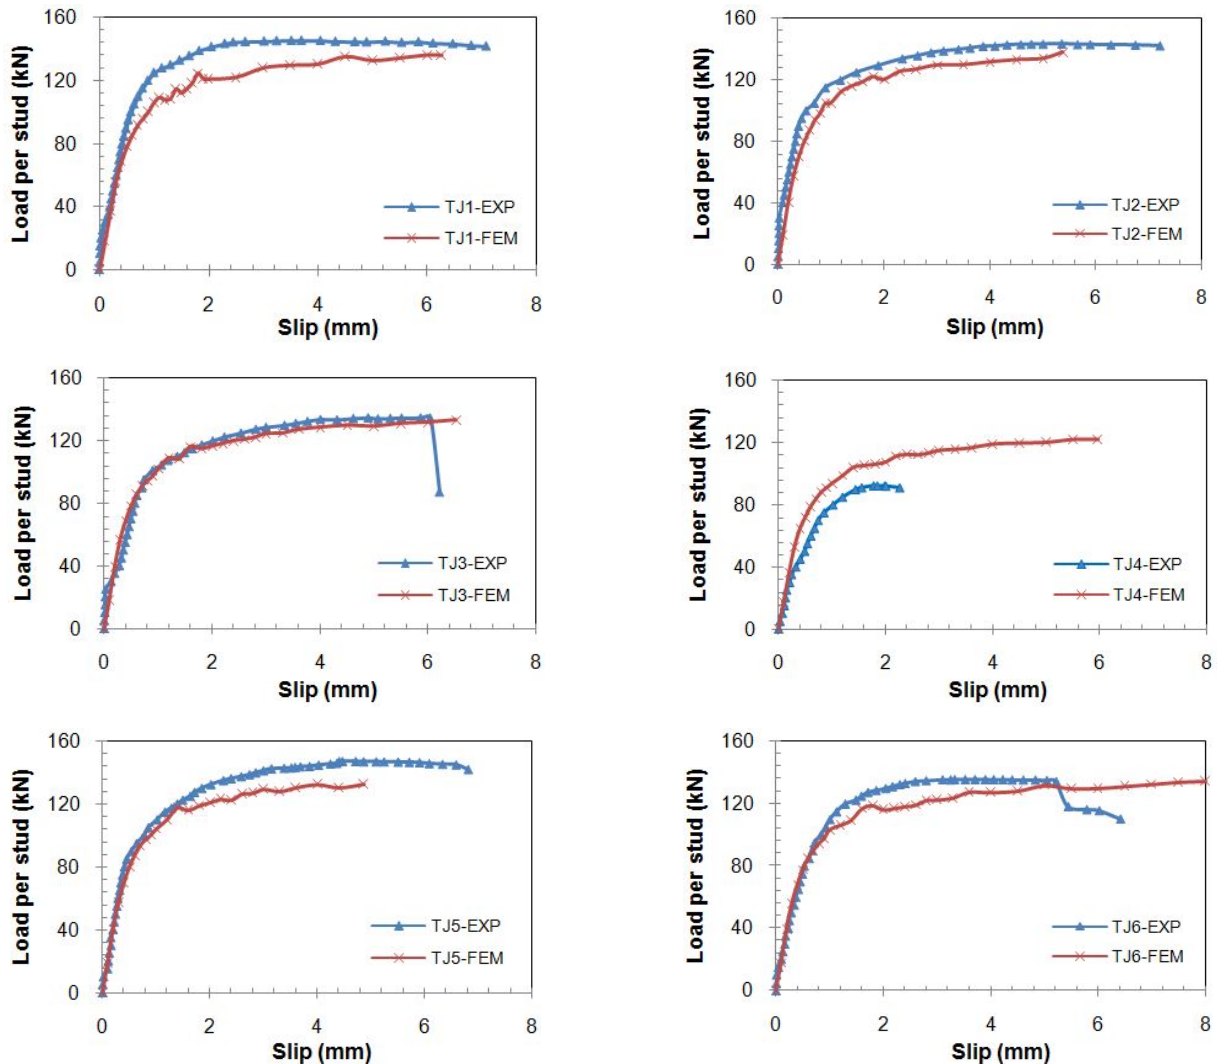 160
120
80
40
0
Load per stud (kN)
TJ1-EXP
TJ1-FEM
0 2 4 6 8
Slip (mm)
160
120
80
40
0
Load per stud (kN)
TJ2-EXP
TJ2-FEM
0 2 4 6 8
Slip (mm)
160
120
80
40
0
Load per stud (kN)
TJ3-EXP
TJ3-FEM
0 2 4 6 8
Slip (mm)
160
120
80
40
0
Load per stud (kN)
TJ4-EXP
TJ4-FEM
0 2 4 6 8
Slip (mm)
160
120
80
40
0
Load per stud (kN)
TJ5-EXP
TJ5-FEM
0 2 4 6 8
Slip (mm)
160
120
80
40
0
Load per stud (kN)
TJ6-EXP
TJ6-FEM
0 2 4 6 8
Slip (mm)